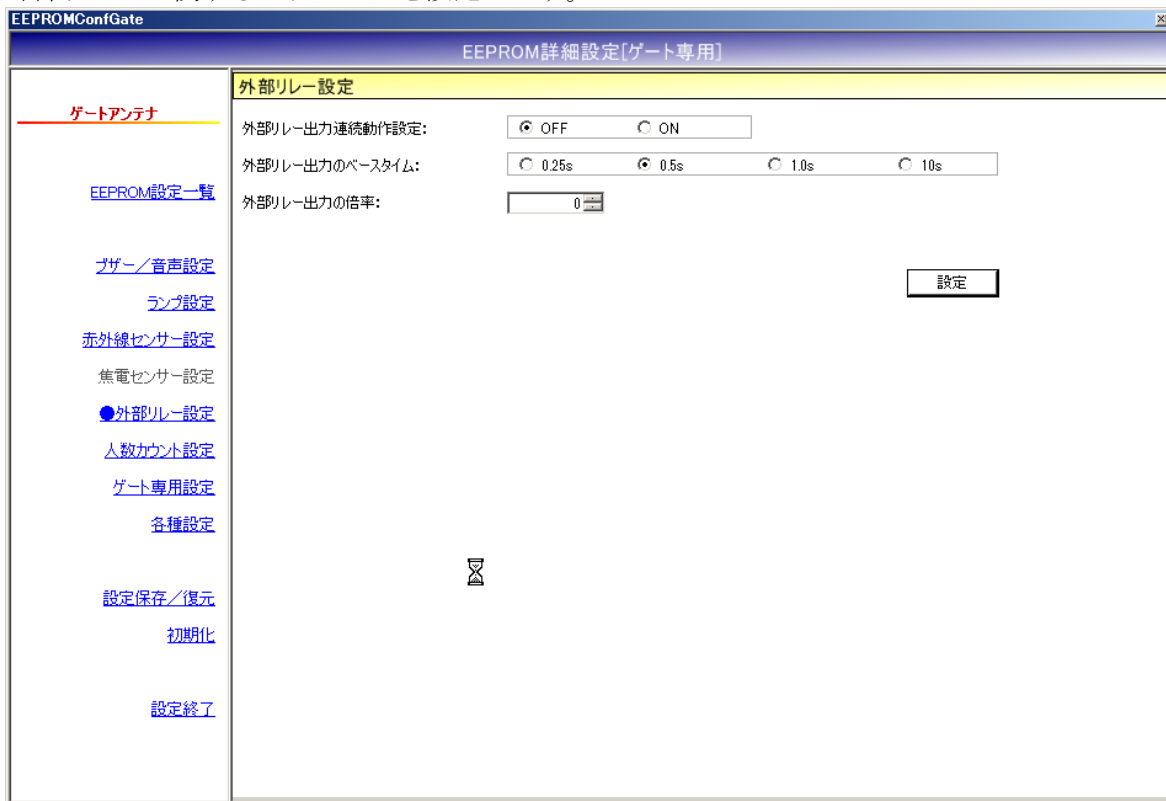 EEPROMConfGate
EEPROM詳細設定[ゲート専用]
ゲートアンテナ
EEPROM設定一覧
ブザー／音声設定
ランプ設定
赤外線センサー設定
焦電センサー設定
●外部リレー設定
人数カウント設定
ゲート専用設定
各種設定
設定保存／復元
初期化
設定終了
外部リレー設定
外部リレー出力連続動作設定: OFF ON
外部リレー出力のベースタイム: 0.25s 0.5s 1.0s 10s
外部リレー出力の倍率: 0
設定